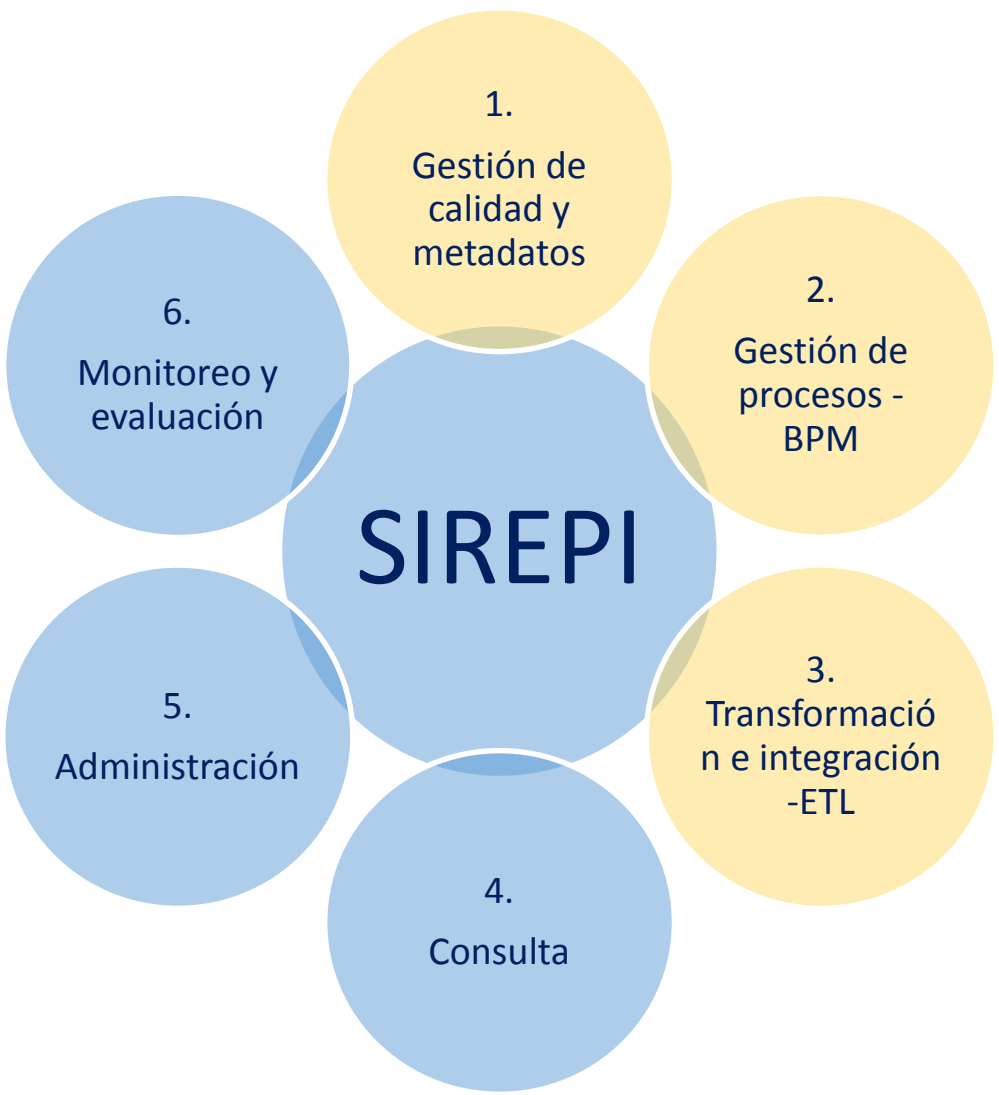 1.
Gestión de
calidad y
metadatos
2.
Gestión de
procesos -
BPM
3.
Transformació
n e integración
-ETL
4.
Consulta
5.
Administración
6.
Monitoreo y
evaluación
SIREPI